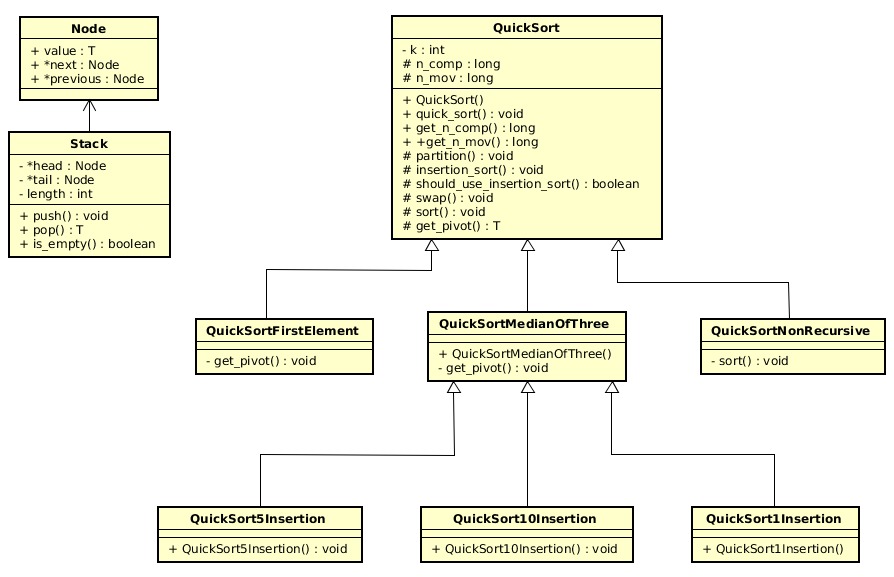 Node
+ value : T
+ *next : Node
+ *previous : Node
Stack
- *head : Node
- *tail : Node
- length : int
+ push() : void
+ pop() : T
+ is_empty() : boolean
QuickSort
- k : int
# n_comp : long
# n_mov : long
+ QuickSort()
+ quick_sort() : void
+ get_n_comp() : long
+ +get_n_mov() : long
# partition() : void
# insertion_sort() : void
# should_use_insertion_sort() : boolean
# swap() : void
# sort() : void
# get_pivot() : T
QuickSortFirstElement
- get_pivot() : void
QuickSortMedianOfThree
+ QuickSortMedianOfThree()
- get_pivot() : void
QuickSortNonRecursive
- sort() : void
QuickSort5Insertion
+ QuickSort5Insertion() : void
QuickSort10Insertion
+ QuickSort10Insertion() : void
QuickSort1Insertion
+ QuickSort1Insertion()